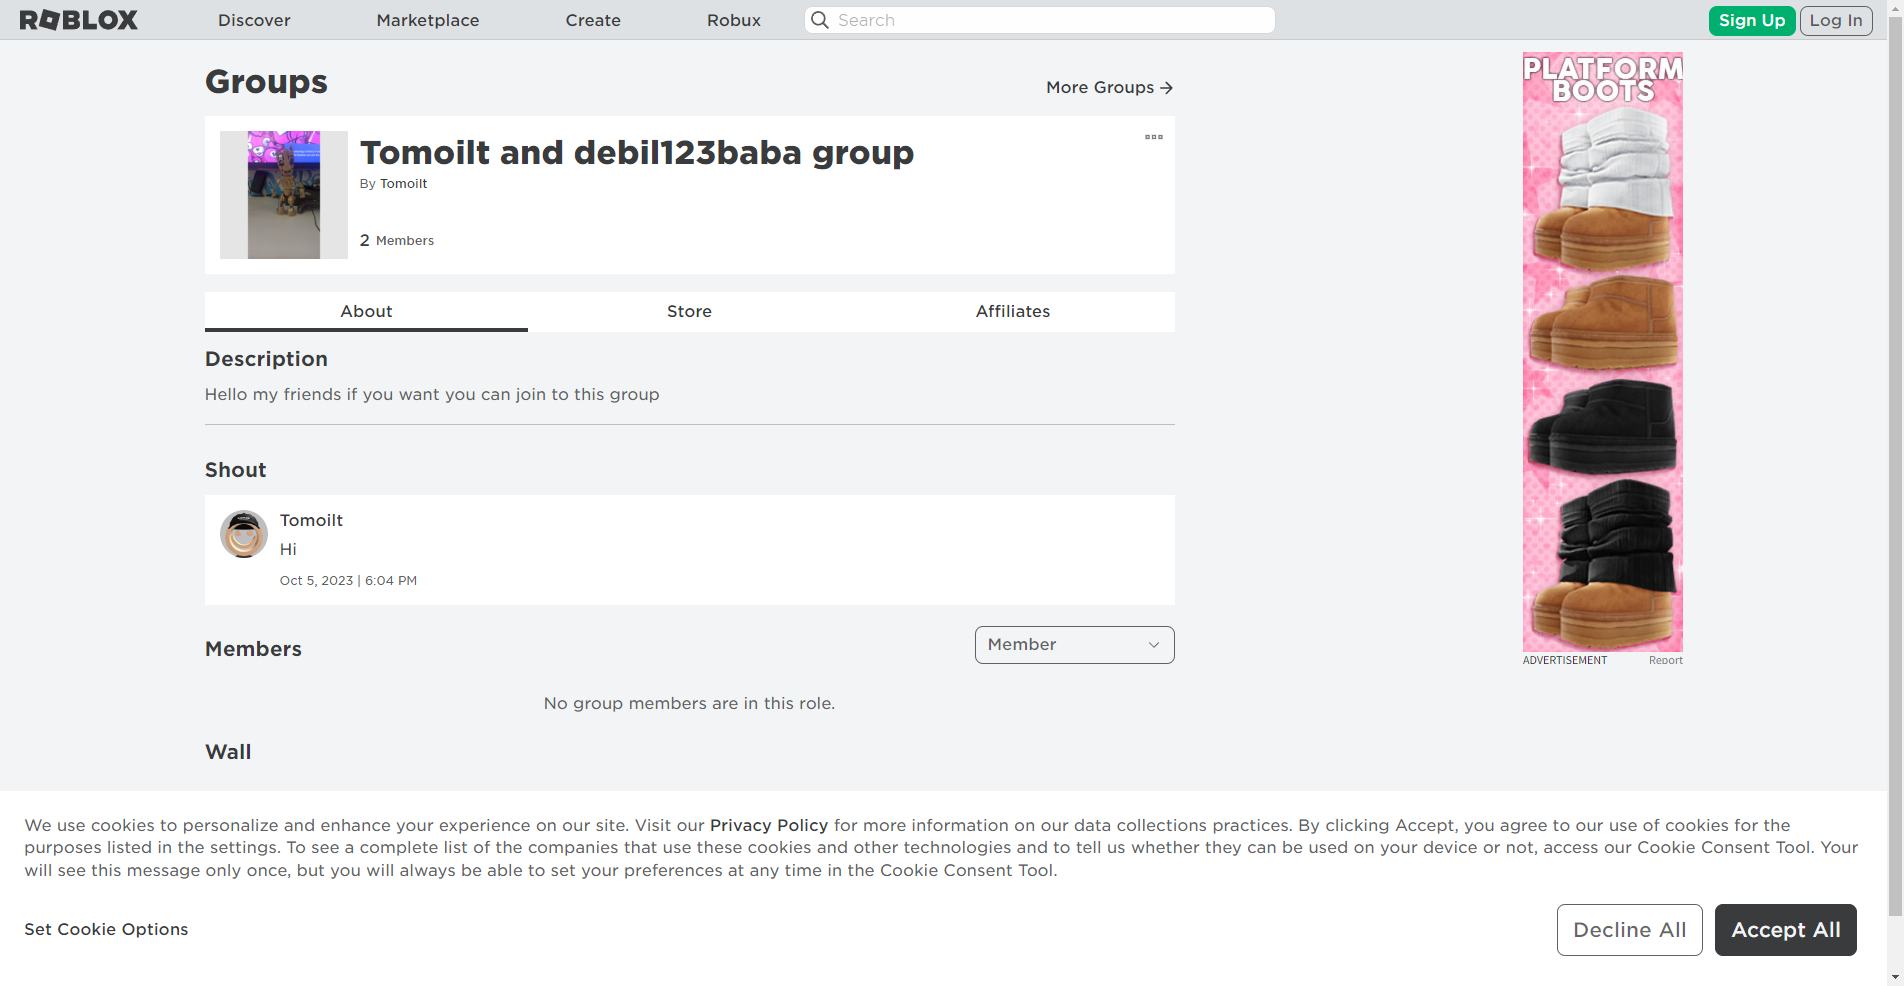 ROBLOX
Discover
Marketplace
Create
Robux
Search
Sign Up
Log In
Groups
More Groups →
Tomoilt and debil123baba group
By Tomoilt
2 Members
About
Store
Affiliates
Description
Hello my friends if you want you can join to this group
Shout
Tomoilt
Hi
Oct 5, 2023 | 6:04 PM
Members
Member
No group members are in this role.
Wall
PLATFORM
BOOTS
ADVERTISEMENT
Report
We use cookies to personalize and enhance your experience on our site. Visit our Privacy Policy for more information on our data collections practices. By clicking Accept, you agree to our use of cookies for the
purposes listed in the settings. To see a complete list of the companies that use these cookies and other technologies and to tell us whether they can be used on your device or not, access our Cookie Consent Tool. Your
will see this message only once, but you will always be able to set your preferences at any time in the Cookie Consent Tool.
Set Cookie Options
Decline All
Accept All